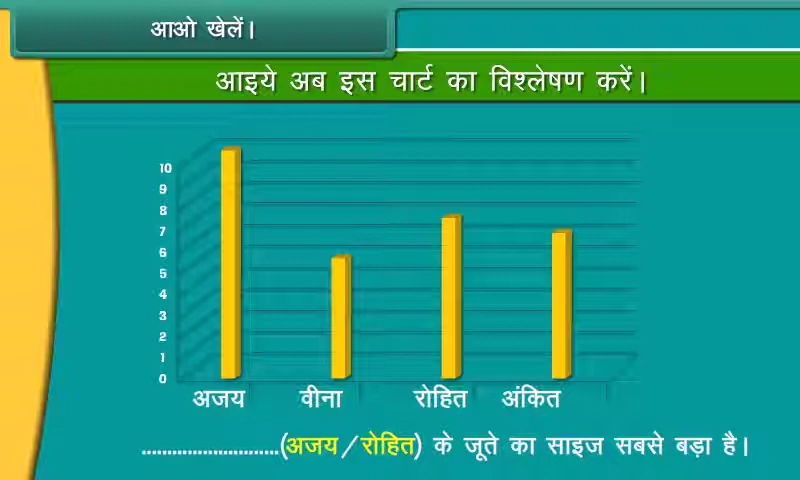 आओ खेलें।
आइये अब इस चार्ट का विश्लेषण करें।
10
9
8
7
6
5
4
3
2
1
0
अजय वीना रोहित अंकित
...........................(अजय/रोहित) के जूते का साइज सबसे बड़ा है।